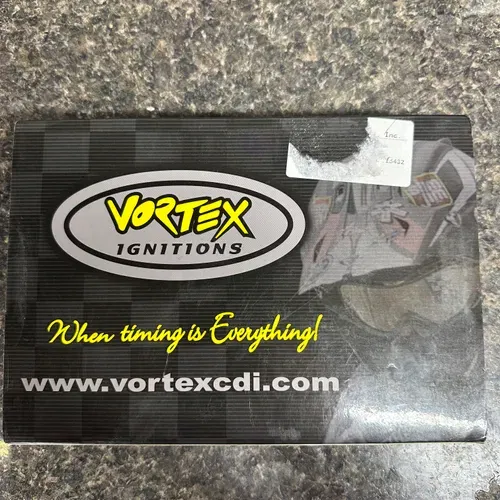 VORTEX
IGNITIONS
When timing is Everything!
www.vortexcdi.com